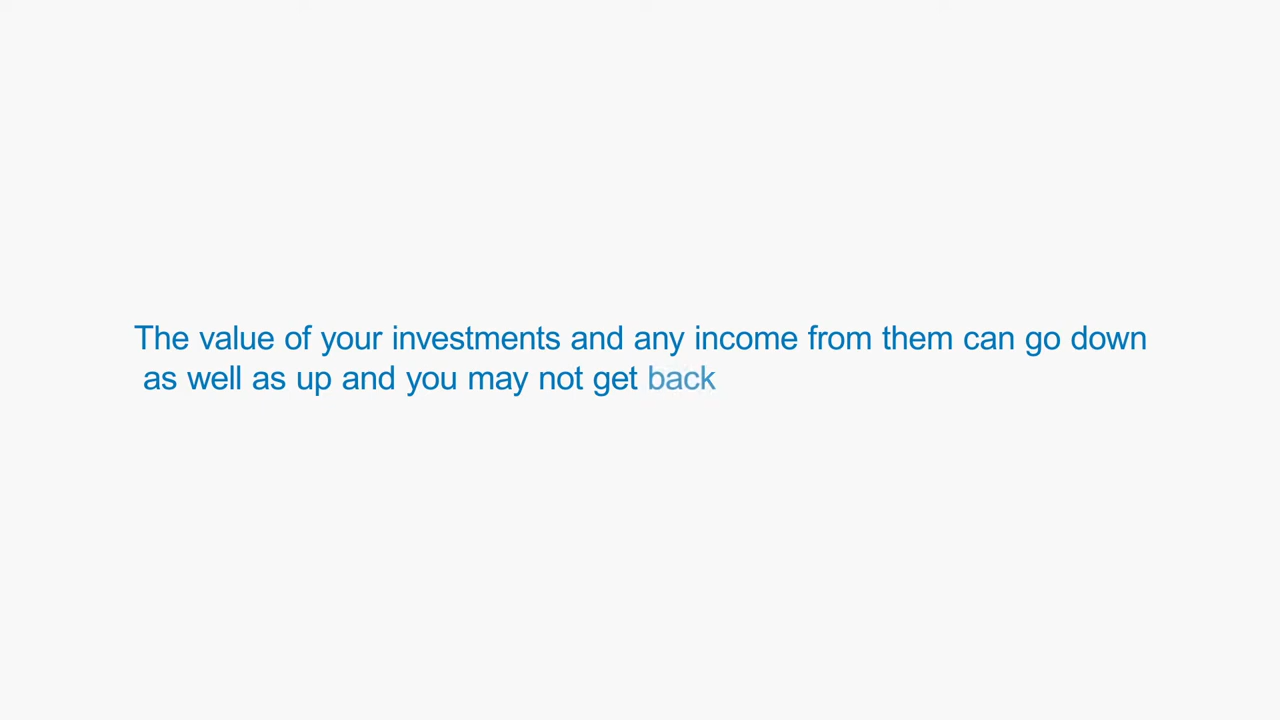 The value of your investments and any income from them can go down
as well as up and you may not get back